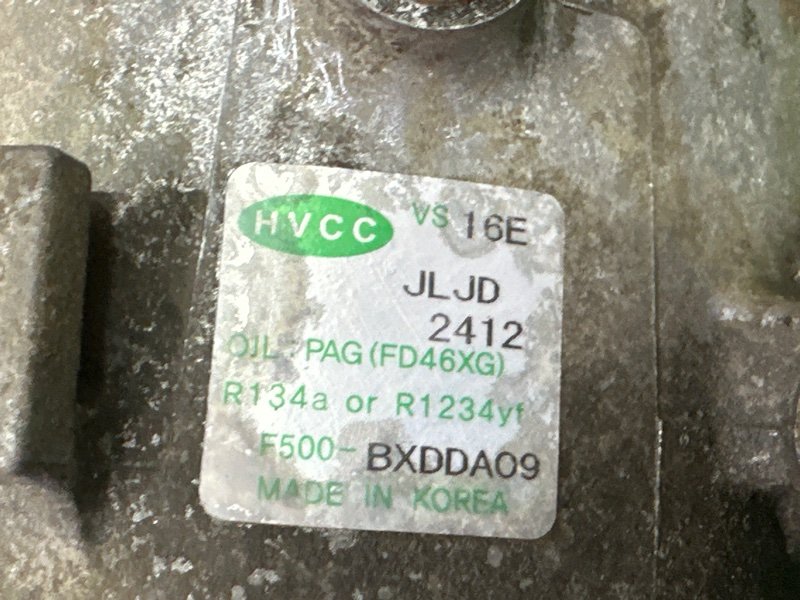 HVCC VS 16E
JLJD
2412
OIL : PAG (FD46XG)
R134a or R1234yf
F500-BXDDA09
MADE IN KOREA